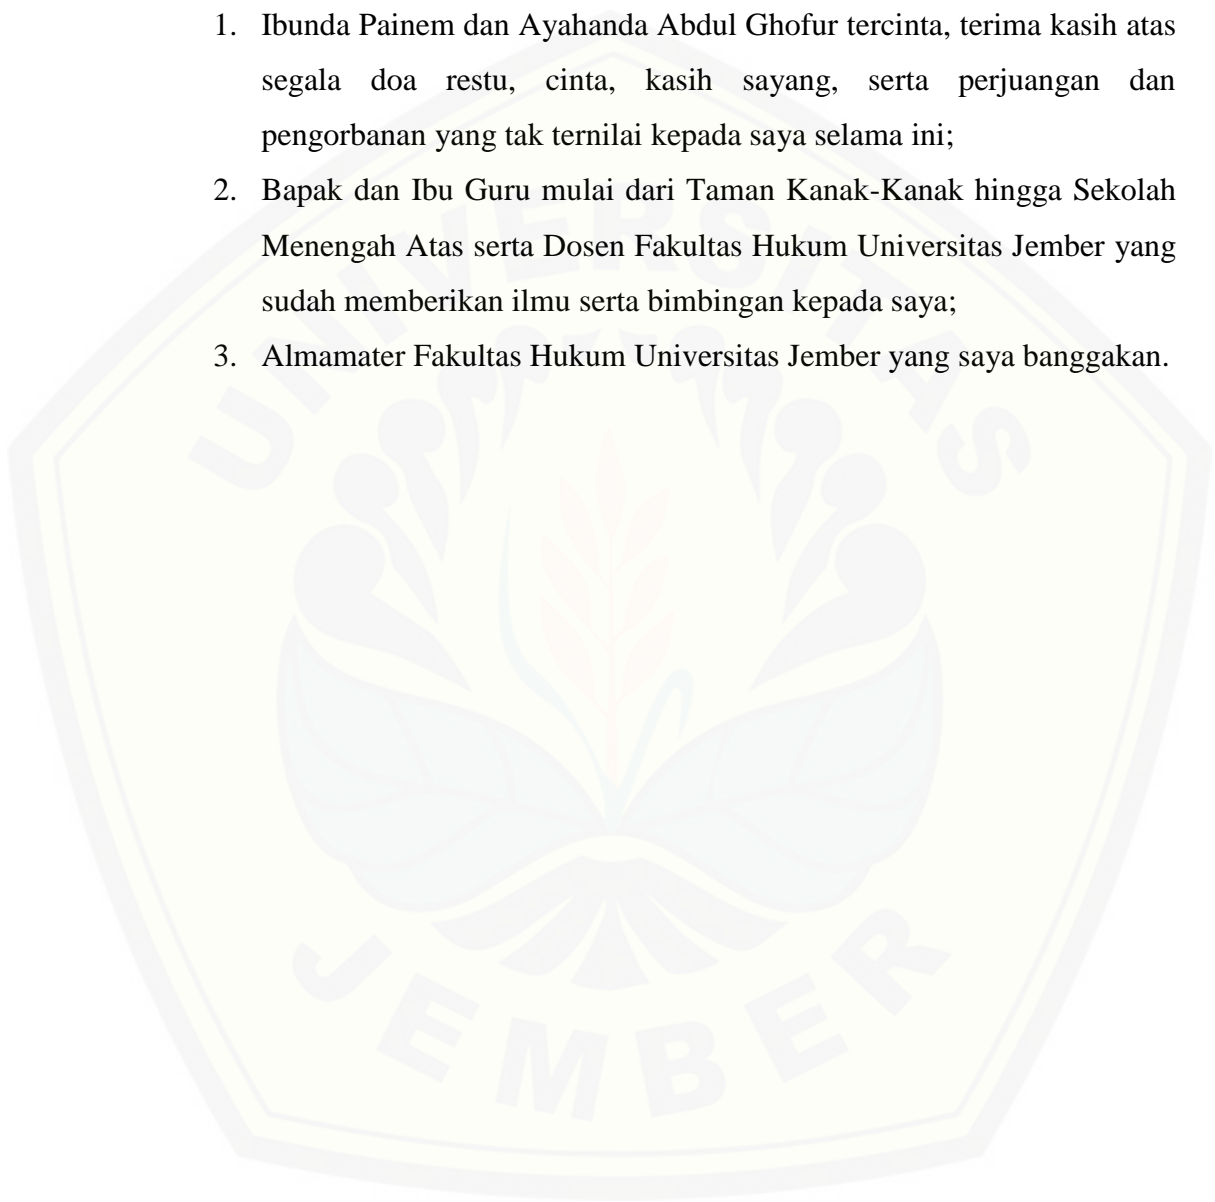 1. Ibunda Painem dan Ayahanda Abdul Ghofur tercinta, terima kasih atas
segala doa restu, cinta, kasih sayang, serta perjuangan dan
pengorbanan yang tak ternilai kepada saya selama ini;
2. Bapak dan Ibu Guru mulai dari Taman Kanak-Kanak hingga Sekolah
Menengah Atas serta Dosen Fakultas Hukum Universitas Jember yang
sudah memberikan ilmu serta bimbingan kepada saya;
3. Almamater Fakultas Hukum Universitas Jember yang saya banggakan.
UNIVERSITAS
JEMBER